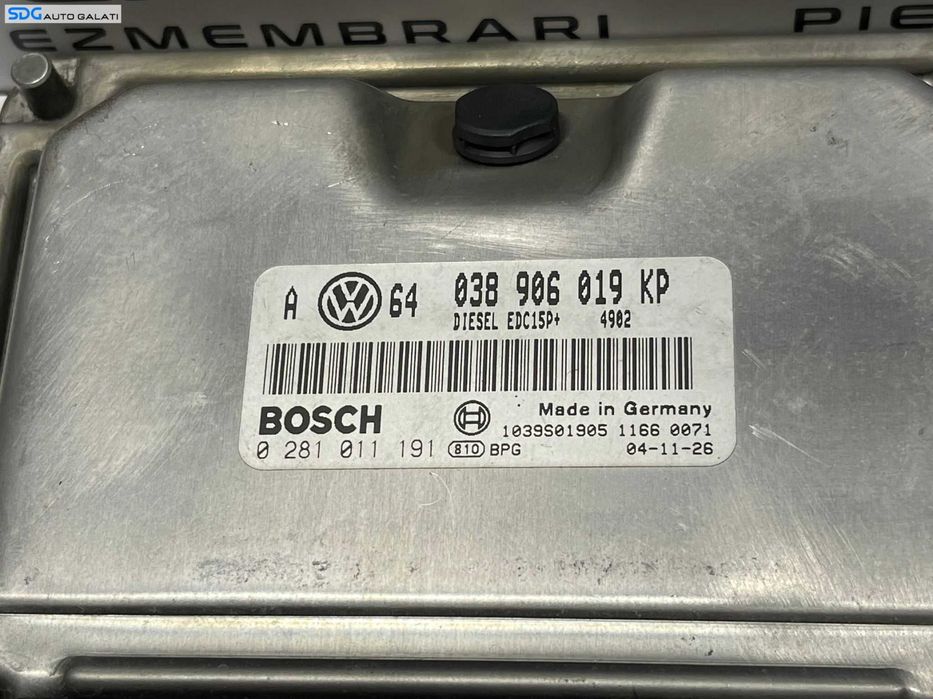 SDG AUTO GALATI
EZMEMBRARI PIE
A VW 64 038 906 019 KP
DIESEL EDC15P+ 4902
BOSCH Made in Germany
1039S01905 1166 0071
0 281 011 191 810 BPG 04-11-26